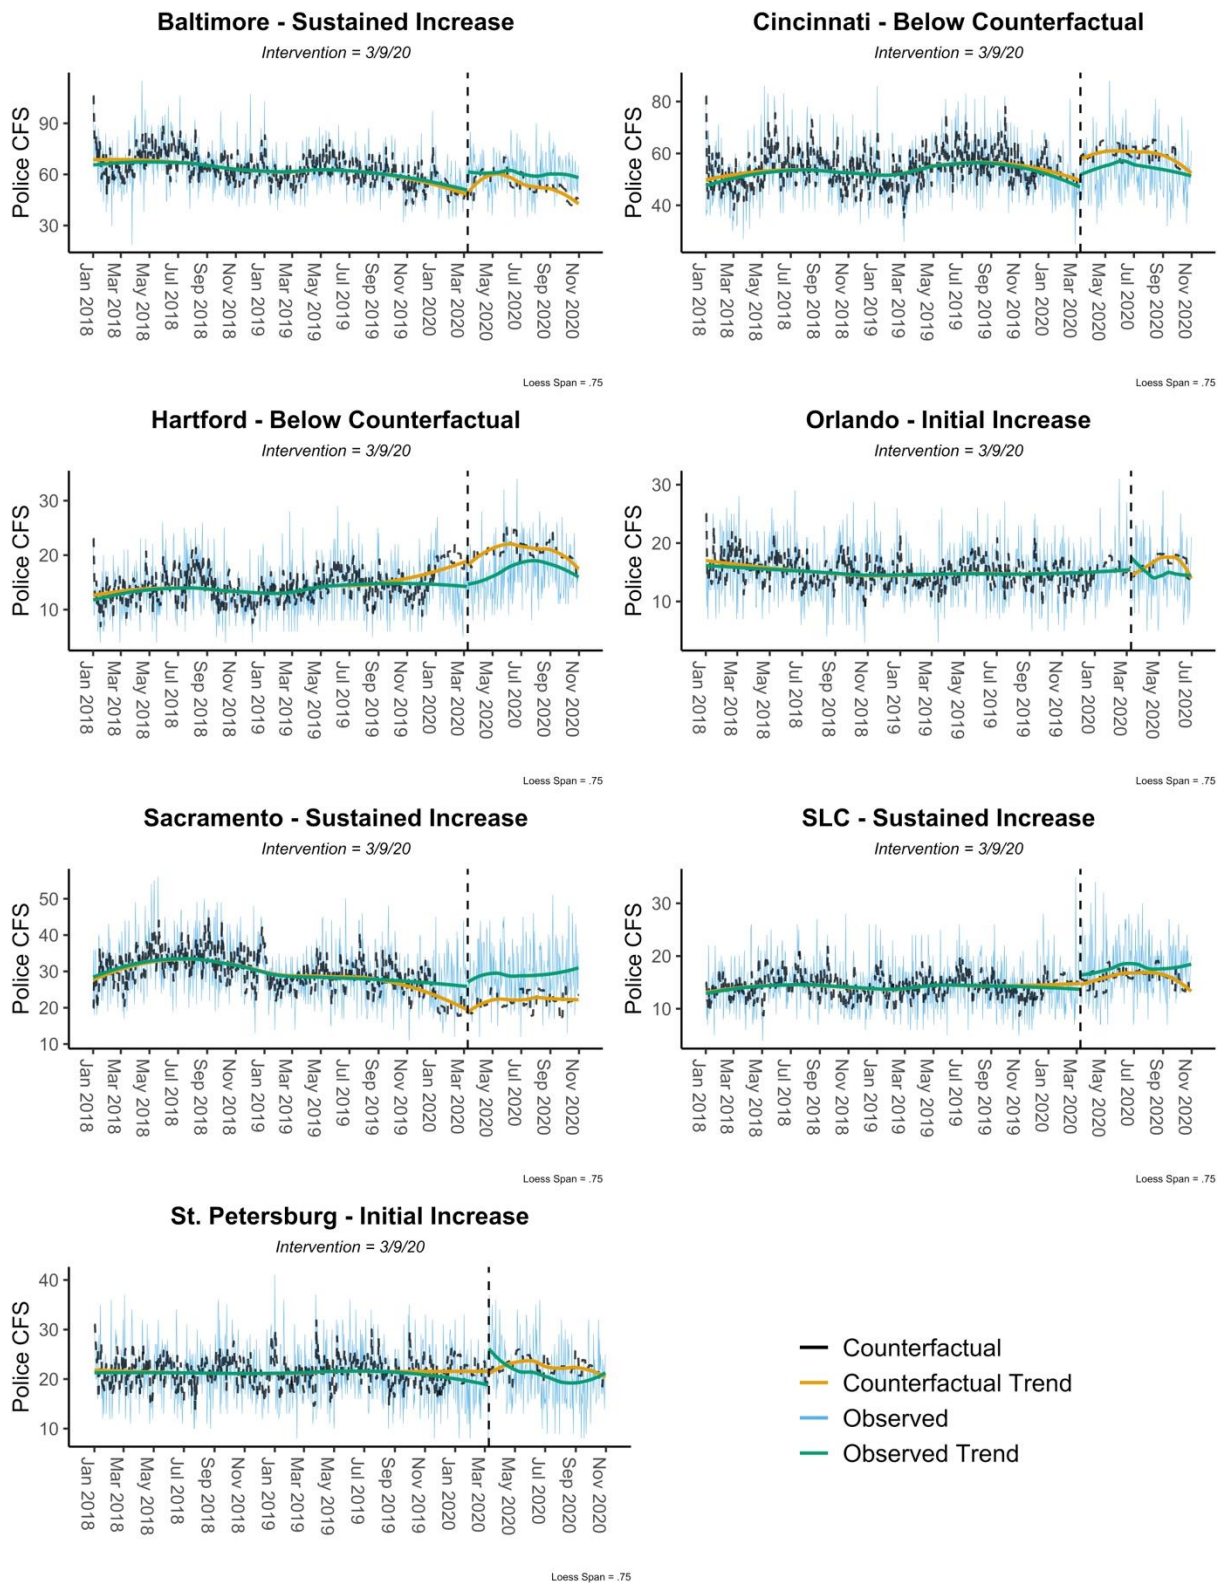 Baltimore - Sustained Increase
Intervention = 3/9/20
Police CFS
90
60
30
Jan 2018
Mar 2018
May 2018
Jul 2018
Sep 2018
Nov 2018
Jan 2019
Mar 2019
May 2019
Jul 2019
Sep 2019
Nov 2019
Jan 2020
Mar 2020
May 2020
Jul 2020
Sep 2020
Nov 2020
Loess Span = .75
Cincinnati - Below Counterfactual
Intervention = 3/9/20
Police CFS
80
60
40
Jan 2018
Mar 2018
May 2018
Jul 2018
Sep 2018
Nov 2018
Jan 2019
Mar 2019
May 2019
Jul 2019
Sep 2019
Nov 2019
Jan 2020
Mar 2020
May 2020
Jul 2020
Sep 2020
Nov 2020
Loess Span = .75
Hartford - Below Counterfactual
Intervention = 3/9/20
Police CFS
30
20
10
Jan 2018
Mar 2018
May 2018
Jul 2018
Sep 2018
Nov 2018
Jan 2019
Mar 2019
May 2019
Jul 2019
Sep 2019
Nov 2019
Jan 2020
Mar 2020
May 2020
Jul 2020
Sep 2020
Nov 2020
Loess Span = .75
Orlando - Initial Increase
Intervention = 3/9/20
Police CFS
30
20
10
Jan 2018
Mar 2018
May 2018
Jul 2018
Sep 2018
Nov 2018
Jan 2019
Mar 2019
May 2019
Jul 2019
Sep 2019
Nov 2019
Jan 2020
Mar 2020
May 2020
Jul 2020
Loess Span = .75
Sacramento - Sustained Increase
Intervention = 3/9/20
Police CFS
50
40
30
20
10
Jan 2018
Mar 2018
May 2018
Jul 2018
Sep 2018
Nov 2018
Jan 2019
Mar 2019
May 2019
Jul 2019
Sep 2019
Nov 2019
Jan 2020
Mar 2020
May 2020
Jul 2020
Sep 2020
Nov 2020
Loess Span = .75
SLC - Sustained Increase
Intervention = 3/9/20
Police CFS
30
20
10
Jan 2018
Mar 2018
May 2018
Jul 2018
Sep 2018
Nov 2018
Jan 2019
Mar 2019
May 2019
Jul 2019
Sep 2019
Nov 2019
Jan 2020
Mar 2020
May 2020
Jul 2020
Sep 2020
Nov 2020
Loess Span = .75
St. Petersburg - Initial Increase
Intervention = 3/9/20
Police CFS
40
30
20
10
Jan 2018
Mar 2018
May 2018
Jul 2018
Sep 2018
Nov 2018
Jan 2019
Mar 2019
May 2019
Jul 2019
Sep 2019
Nov 2019
Jan 2020
Mar 2020
May 2020
Jul 2020
Sep 2020
Nov 2020
Loess Span = .75
Counterfactual
Counterfactual Trend
Observed
Observed Trend